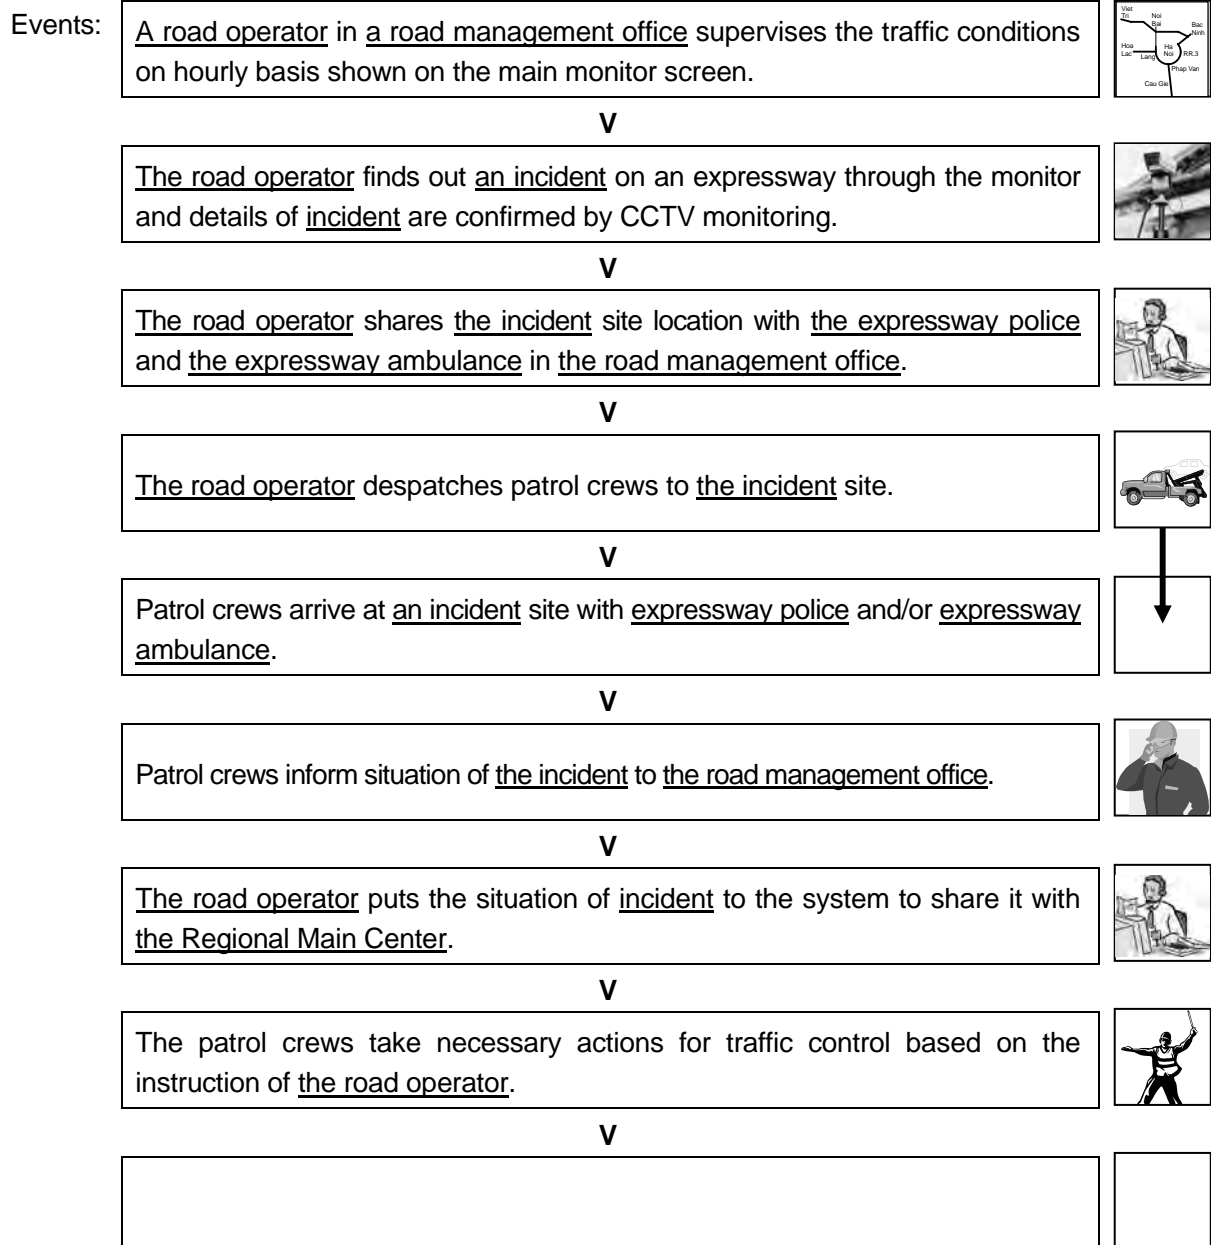 Events:
A road operator in a road management office supervises the traffic conditions
on hourly basis shown on the main monitor screen.
Viet
Tri
Noi
Bai
Bac
Ninh
Hoa
Lac
Lang
Ha
Noi
RR.3
Phap Van
Cau Gie
V
The road operator finds out an incident on an expressway through the monitor
and details of incident are confirmed by CCTV monitoring.
V
The road operator shares the incident site location with the expressway police
and the expressway ambulance in the road management office.
V
The road operator despatches patrol crews to the incident site.
V
Patrol crews arrive at an incident site with expressway police and/or expressway
ambulance.
V
Patrol crews inform situation of the incident to the road management office.
V
The road operator puts the situation of incident to the system to share it with
the Regional Main Center.
V
The patrol crews take necessary actions for traffic control based on the
instruction of the road operator.
V